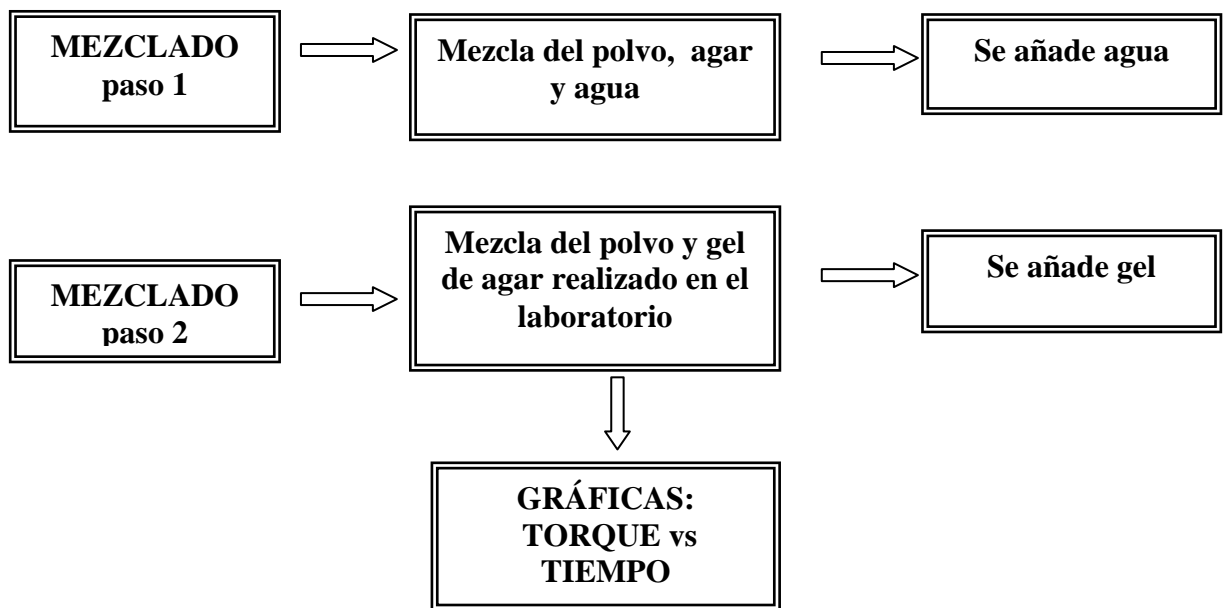 MEZCLADO
paso 1
Mezcla del polvo, agar
y agua
Se añade agua
MEZCLADO
paso 2
Mezcla del polvo y gel
de agar realizado en el
laboratorio
Se añade gel
GRÁFICAS:
TORQUE vs
TIEMPO